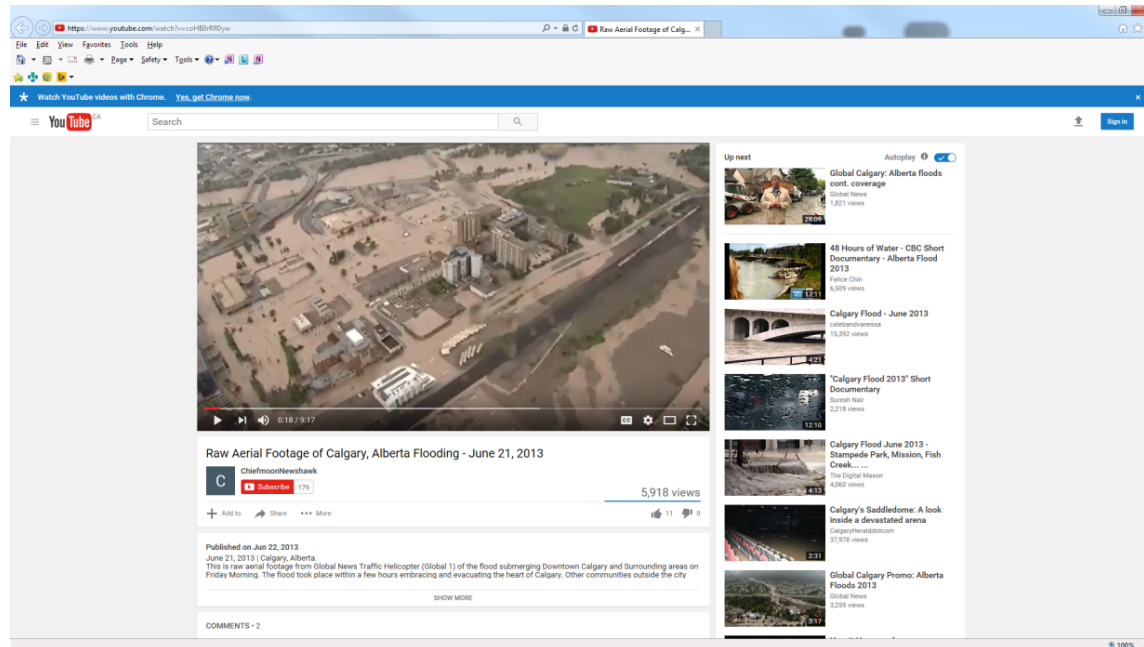 https://www.youtube.com/watch?v=coHB0rRf0yw
Raw Aerial Footage of Calg...
File Edit View Favorites Tools Help
Page Safety Tools
Watch YouTube videos with Chrome. Yes, get Chrome now.
YouTube CA
Search
Sign in
0:18 / 9:17
CC
Raw Aerial Footage of Calgary, Alberta Flooding - June 21, 2013
C
ChiefmoonNewshawk
Subscribe 179
5,918 views
Add to Share More
11 0
Published on Jun 22, 2013
June 21, 2013 | Calgary, Alberta.
This is raw aerial footage from Global News Traffic Helicopter (Global 1) of the flood submerging Downtown Calgary and Surrounding areas on
Friday Morning. The flood took place within a few hours embracing and evacuating the heart of Calgary. Other communities outside the city
SHOW MORE
COMMENTS • 2
Up next
Autoplay
Global Calgary: Alberta floods
cont. coverage
Global News
1,821 views
28:09
48 Hours of Water - CBC Short
Documentary - Alberta Flood
2013
Felice Chin
6,509 views
12:11
Calgary Flood - June 2013
calebandvanessa
15,392 views
4:21
"Calgary Flood 2013" Short
Documentary
Suresh Nair
2,218 views
12:10
Calgary Flood June 2013 -
Stampede Park, Mission, Fish
Creek... ...
The Digital Mason
4,060 views
4:13
Calgary's Saddledome: A look
inside a devastated arena
CalgaryHeralddotcom
37,978 views
2:31
Global Calgary Promo: Alberta
Floods 2013
Global News
3,259 views
3:17
100%